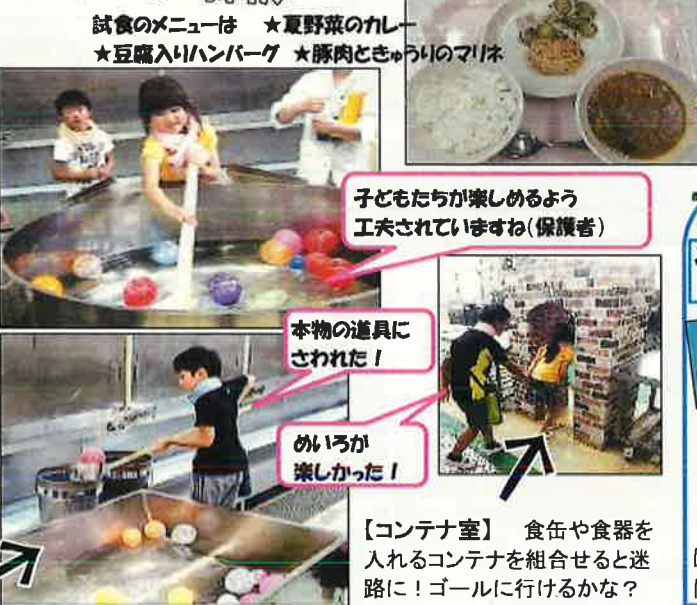 試食のメニューは　★夏野菜のカレー
★豆腐入りハンバーグ　★豚肉ときゅうりのマリネ
子どもたちが楽しめるよう
工夫されていますね(保護者)
本物の道具に
さわれた！
めいろが
楽しかった！
【コンテナ室】　食缶や食器を
入れるコンテナを組合せると迷
路に！ゴールに行けるかな？